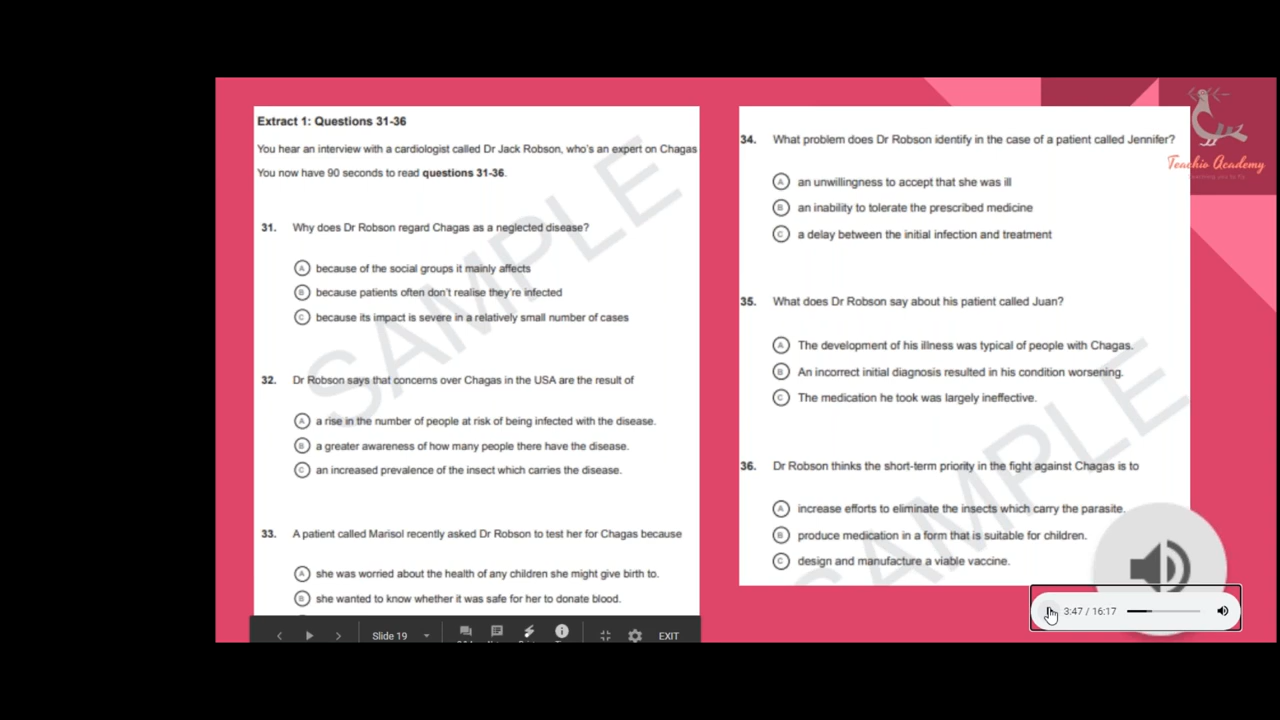 Extract 1: Questions 31-36
You hear an interview with a cardiologist called Dr Jack Robson, who's an expert on Chagas
You now have 90 seconds to read questions 31-36.
31. Why does Dr Robson regard Chagas as a neglected disease?
A because of the social groups it mainly affects
B because patients often don't realise they're infected
C because its impact is severe in a relatively small number of cases
32. Dr Robson says that concerns over Chagas in the USA are the result of
A a rise in the number of people at risk of being infected with the disease.
B a greater awareness of how many people there have the disease.
C an increased prevalence of the insect which carries the disease.
33. A patient called Marisol recently asked Dr Robson to test her for Chagas because
A she was worried about the health of any children she might give birth to.
B she wanted to know whether it was safe for her to donate blood.
SAMPLE
34. What problem does Dr Robson identify in the case of a patient called Jennifer?
A an unwillingness to accept that she was ill
B an inability to tolerate the prescribed medicine
C a delay between the initial infection and treatment
35. What does Dr Robson say about his patient called Juan?
A The development of his illness was typical of people with Chagas.
B An incorrect initial diagnosis resulted in his condition worsening.
C The medication he took was largely ineffective.
36. Dr Robson thinks the short-term priority in the fight against Chagas is to
A increase efforts to eliminate the insects which carry the parasite.
B produce medication in a form that is suitable for children.
C design and manufacture a viable vaccine.
SAMPLE
Teachio Academy
3:47 / 16:17
Slide 19
EXIT